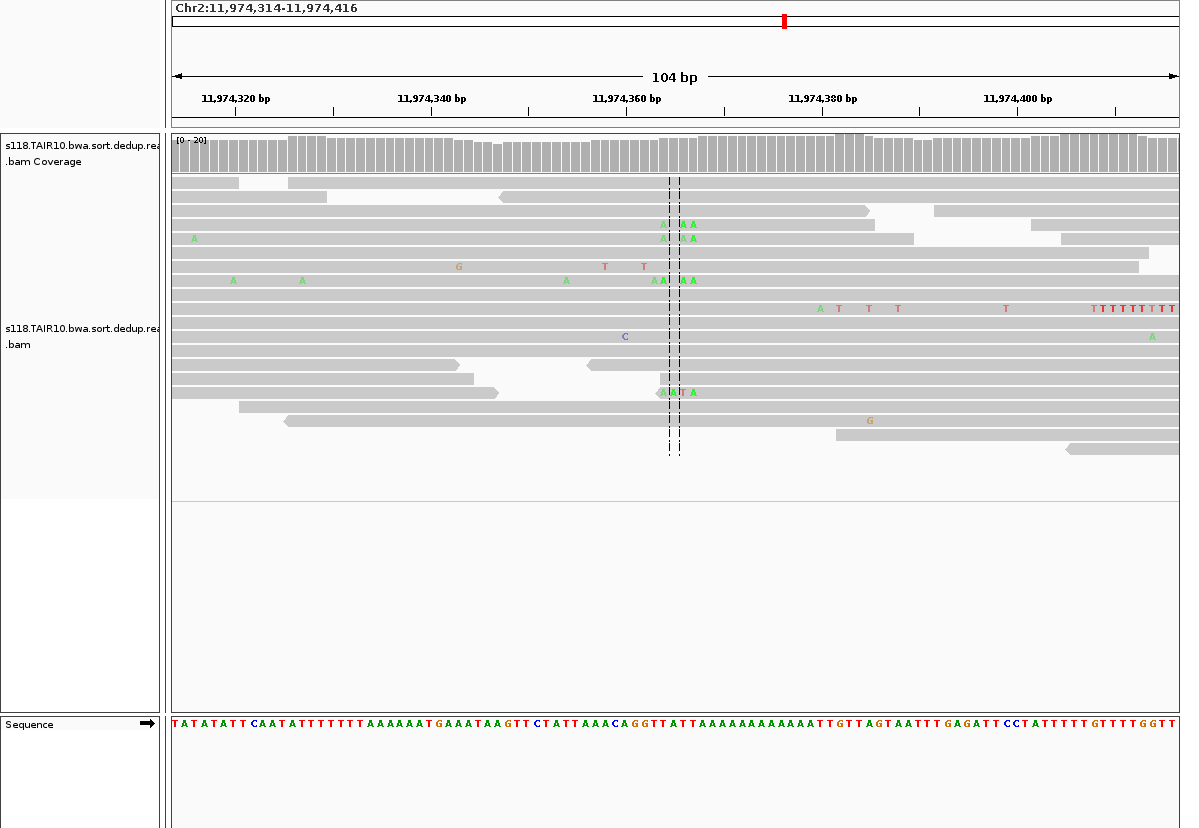 Chr2:11,974,314-11,974,416
104 bp
11,974,320 bp 11,974,340 bp 11,974,360 bp 11,974,380 bp 11,974,400 bp
s118.TAIR10.bwa.sort.dedup.rea
.bam Coverage
[0 - 20]
A A A
A A A A
G T T
A A A A A A A
A T T T T T T T T T T T T T
s118.TAIR10.bwa.sort.dedup.rea
.bam
C A
A A T A
G
Sequence
TATATATTCAATATTTTTTTAAAAAATGAAATAAGTTCTATTAAACAGGTTATTAAAAAAAAAAAATTGTTAGTAATTTGAGATTCCTATTTTTGTTTTGGTT